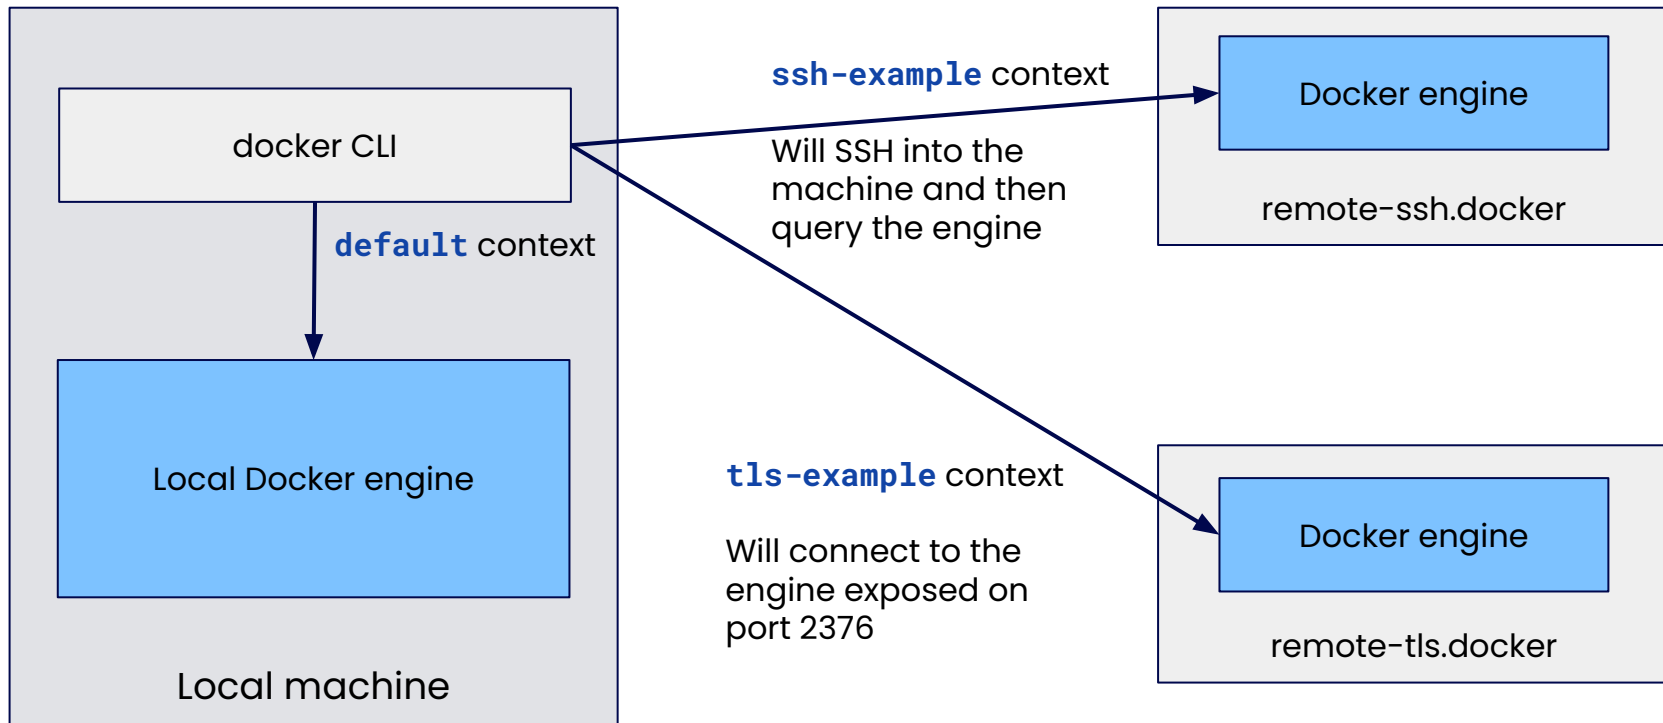 docker CLI
default context
Local Docker engine
Local machine
ssh-example context
Will SSH into the
machine and then
query the engine
Docker engine
remote-ssh.docker
tls-example context
Will connect to the
engine exposed on
port 2376
Docker engine
remote-tls.docker